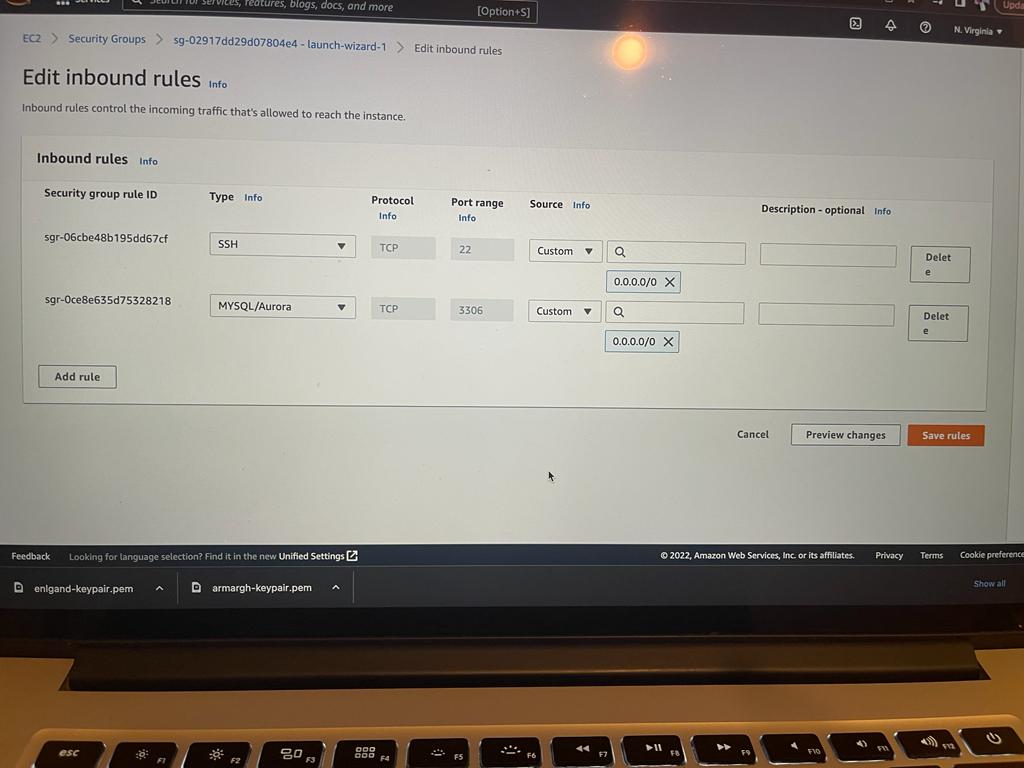 Services
Search for services, features, blogs, docs, and more
[Option+S]
Upda
N. Virginia ▼
EC2 > Security Groups > sg-02917dd29d07804e4 - launch-wizard-1 > Edit inbound rules
Edit inbound rules Info
Inbound rules control the incoming traffic that's allowed to reach the instance.
Inbound rules Info
Security group rule ID
Type Info
Protocol
Info
Port range
Info
Source Info
Description - optional Info
sgr-06cbe48b195dd67cf
SSH
TCP
22
Custom
0.0.0.0/0
Delet
e
sgr-0ce8e635d75328218
MYSQL/Aurora
TCP
3306
Custom
0.0.0.0/0
Delet
e
Add rule
Cancel
Preview changes
Save rules
Feedback
Looking for language selection? Find it in the new Unified Settings
© 2022, Amazon Web Services, Inc. or its affiliates.
Privacy
Terms
Cookie preference
enlgand-keypair.pem
armargh-keypair.pem
Show all
esc
F1
F2
F3
F4
F5
F6
F7
F8
F9
F10
F11
F12